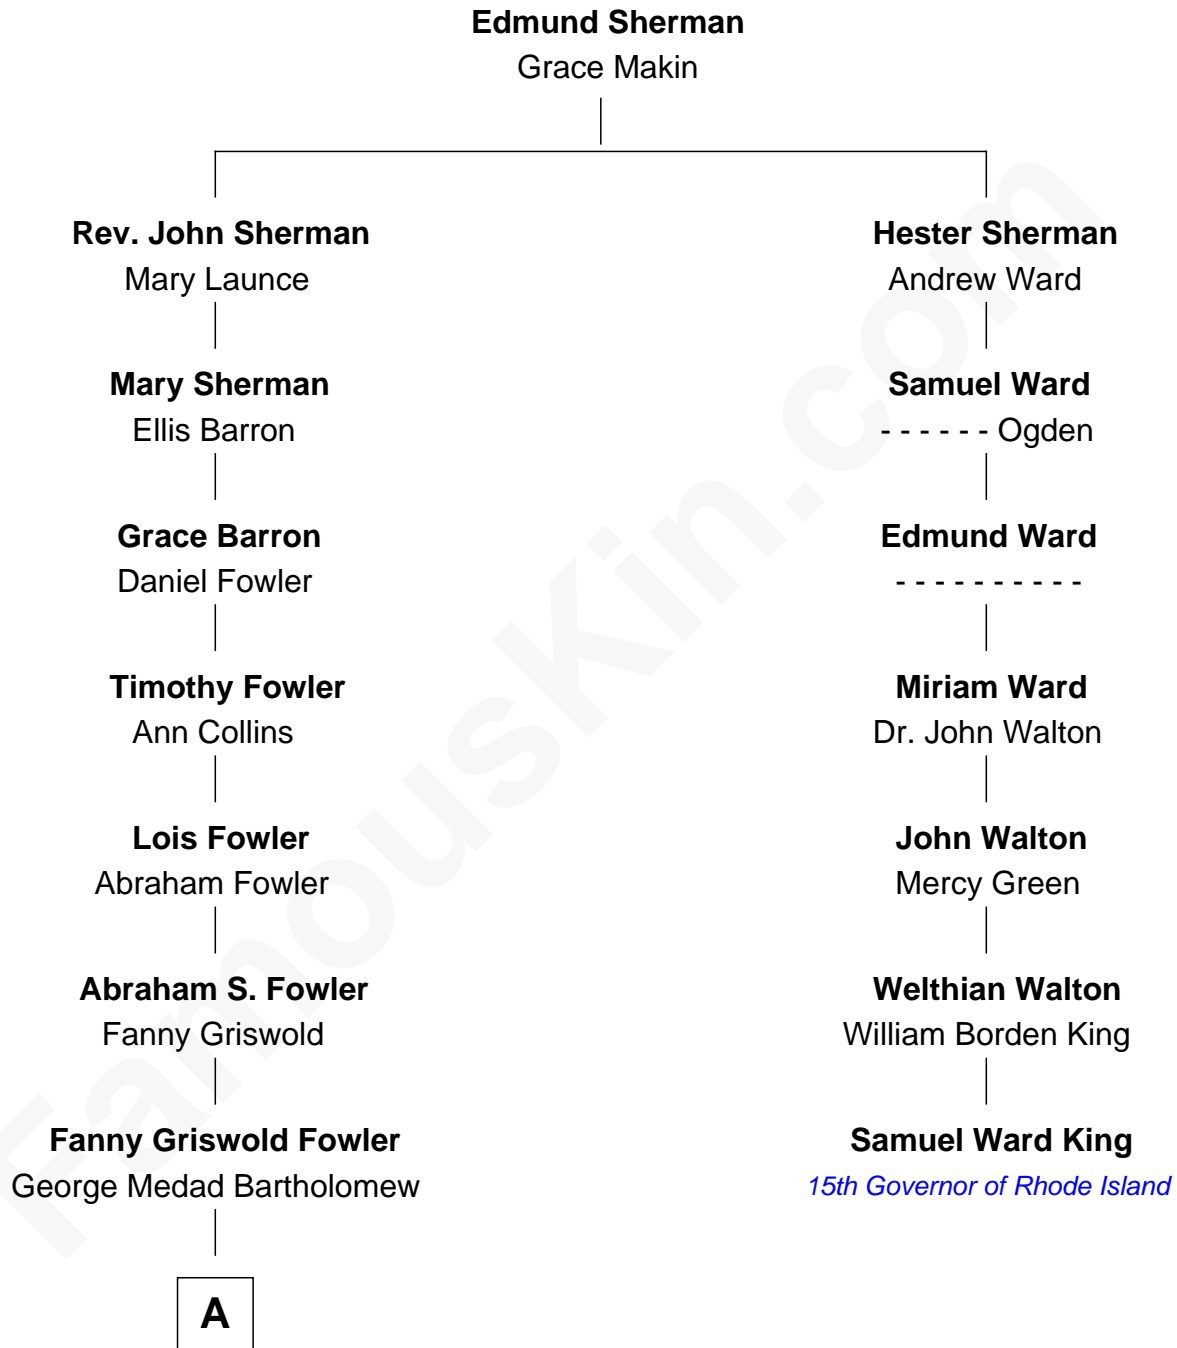 Edmund Sherman
Grace Makin
Rev. John Sherman
Mary Launce
Hester Sherman
Andrew Ward
Mary Sherman
Ellis Barron
Samuel Ward
- - - - - - Ogden
Grace Barron
Daniel Fowler
Edmund Ward
- - - - - - - - - -
Timothy Fowler
Ann Collins
Miriam Ward
Dr. John Walton
Lois Fowler
Abraham Fowler
John Walton
Mercy Green
Abraham S. Fowler
Fanny Griswold
Welthian Walton
William Borden King
Fanny Griswold Fowler
George Medad Bartholomew
Samuel Ward King
15th Governor of Rhode Island
A
FamousKin.com